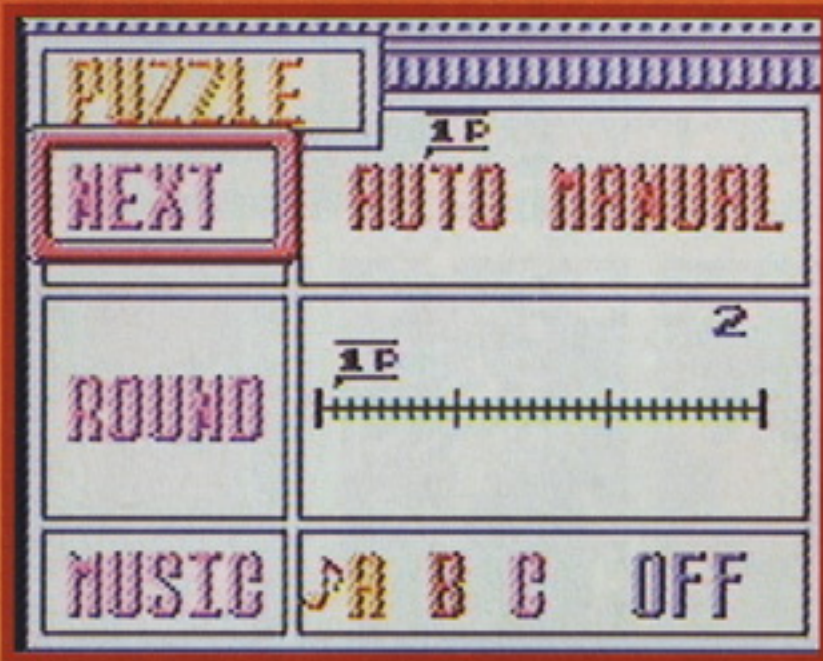 PUZZLE
1P
NEXT AUTO MANUAL
2
1P
ROUND
MUSIC ♪A B C OFF